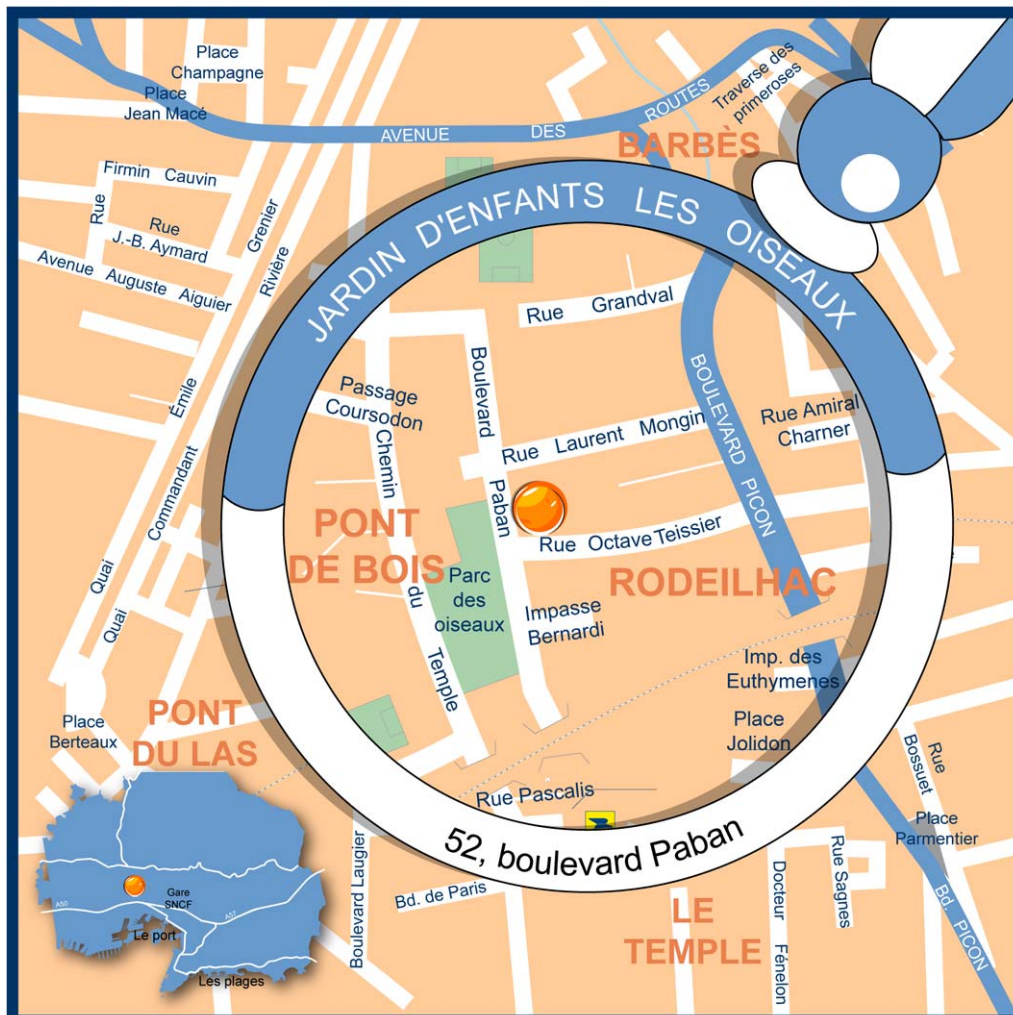 Place
Champagne
Place
Jean Macé
AVENUE DES ROUTES
Traverse des
primeroses
BARBÈS
Firmin Cauvin
Rue
Rue
J.-B. Aymard
Avenue Auguste Aiguier
Grenier
Rivière
Émile
Commandant
Quai
Quai
JARDIN D'ENFANTS LES OISEAUX
Rue Grandval
Boulevard
Paban
Passage
Coursodon
Chemin
du
Temple
Rue Laurent Mongin
BOULEVARD PICON
Rue Amiral
Charner
PONT
DE BOIS
Parc
des
oiseaux
Rue Octave Teissier
RODEILHAC
Impasse
Bernardi
Imp. des
Euthymenes
Place
Jolidon
PONT
DU LAS
Place
Berteaux
Rue Pascalis
52, boulevard Paban
Rue
Bossuet
Place
Parmentier
Bd. PICON
Rue Sagnes
Docteur
Fénelon
LE
TEMPLE
Bd. de Paris
Boulevard Laugier
Gare
SNCF
A50
A57
Le port
Les plages